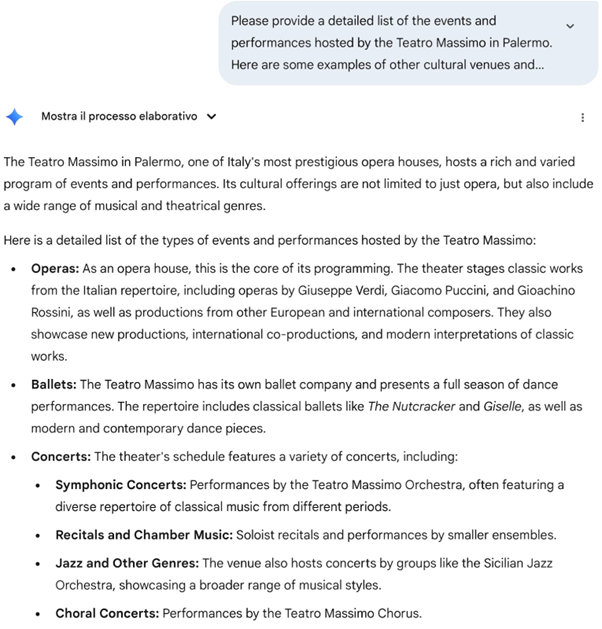 Please provide a detailed list of the events and
performances hosted by the Teatro Massimo in Palermo.
Here are some examples of other cultural venues and...
Mostra il processo elaborativo
The Teatro Massimo in Palermo, one of Italy's most prestigious opera houses, hosts a rich and varied
program of events and performances. Its cultural offerings are not limited to just opera, but also include
a wide range of musical and theatrical genres.
Here is a detailed list of the types of events and performances hosted by the Teatro Massimo:
• Operas: As an opera house, this is the core of its programming. The theater stages classic works
from the Italian repertoire, including operas by Giuseppe Verdi, Giacomo Puccini, and Gioachino
Rossini, as well as productions from other European and international composers. They also
showcase new productions, international co-productions, and modern interpretations of classic
works.
• Ballets: The Teatro Massimo has its own ballet company and presents a full season of dance
performances. The repertoire includes classical ballets like The Nutcracker and Giselle, as well as
modern and contemporary dance pieces.
• Concerts: The theater's schedule features a variety of concerts, including:
• Symphonic Concerts: Performances by the Teatro Massimo Orchestra, often featuring a
diverse repertoire of classical music from different periods.
• Recitals and Chamber Music: Soloist recitals and performances by smaller ensembles.
• Jazz and Other Genres: The venue also hosts concerts by groups like the Sicilian Jazz
Orchestra, showcasing a broader range of musical styles.
• Choral Concerts: Performances by the Teatro Massimo Chorus.